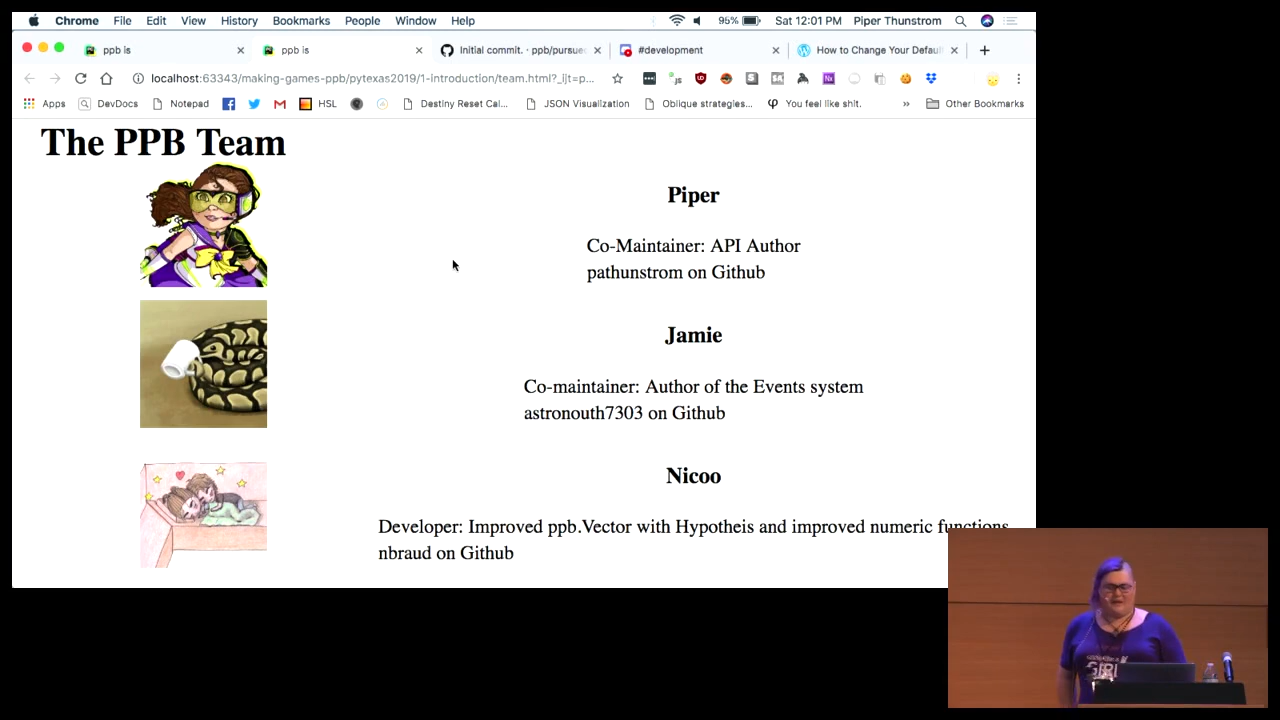 Chrome File Edit View History Bookmarks People Window Help 95% Sat 12:01 PM Piper Thunstrom
ppb is
ppb is
Initial commit. · ppb/pursue
#development
How to Change Your Defaul
localhost:63343/making-games-ppb/pytexas2019/1-introduction/team.html?_ijt=p...
Apps DevDocs Notepad HSL Destiny Reset Cal... JSON Visualization Oblique strategies... You feel like shit. » Other Bookmarks
The PPB Team
Piper
Co-Maintainer: API Author
pathunstrom on Github
Jamie
Co-maintainer: Author of the Events system
astronouth7303 on Github
Nicoo
Developer: Improved ppb.Vector with Hypotheis and improved numeric functions
nbraud on Github
GIRL